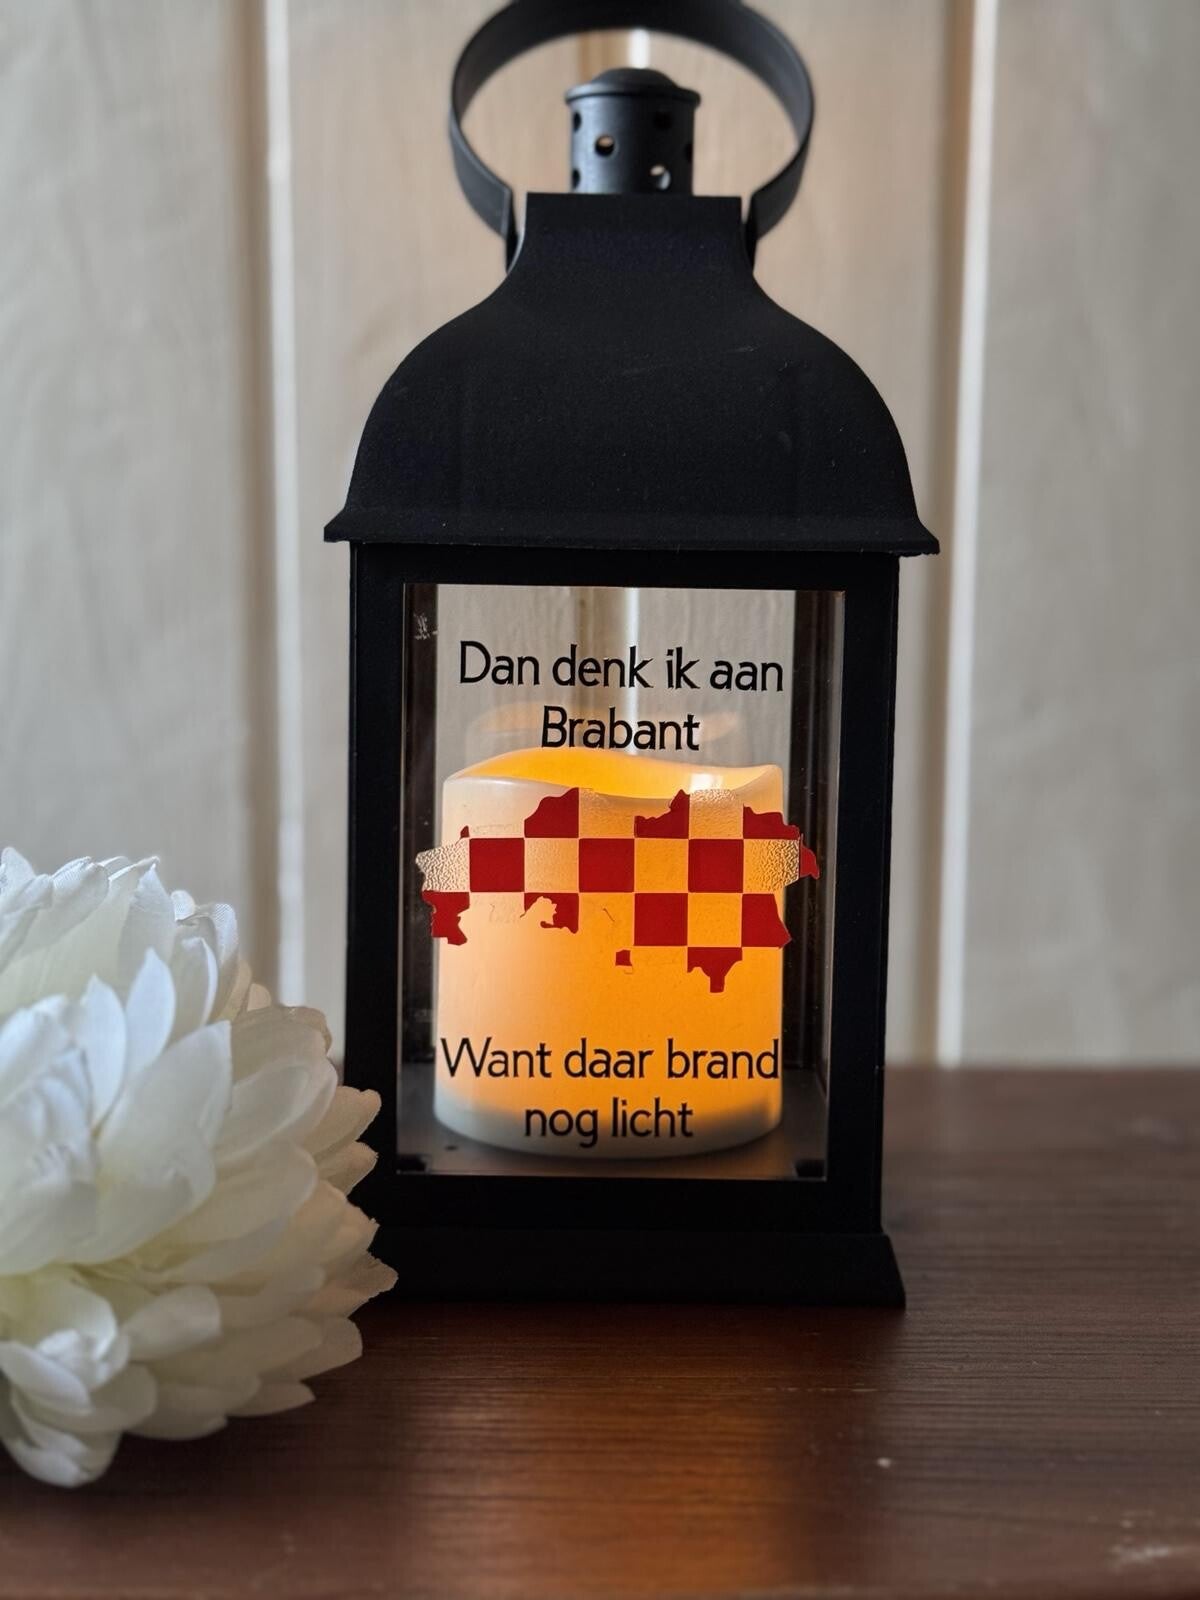 Dan denk ik aan
Brabant
Want daar brand
nog licht